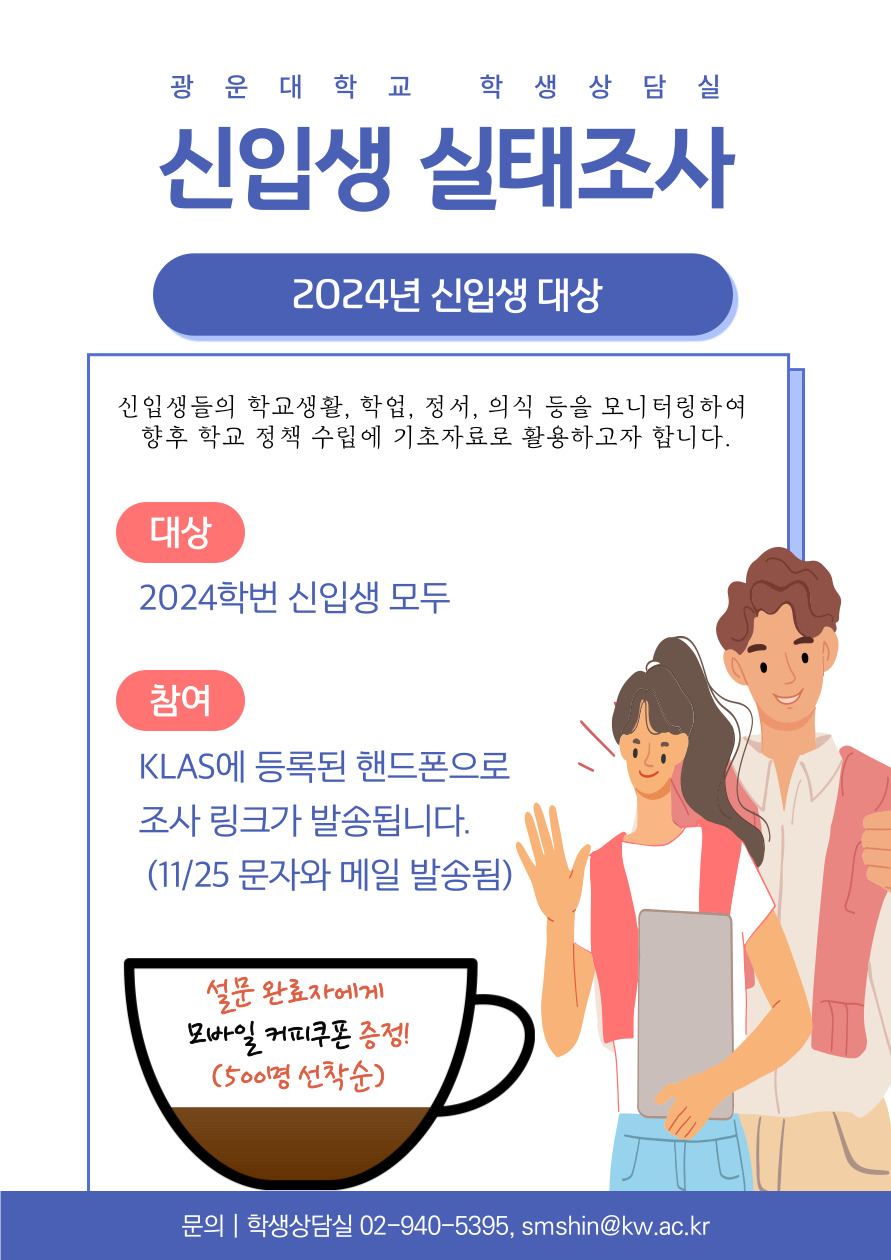 광운대학교 학생상담실
신입생 실태조사
2024년 신입생 대상
신입생들의 학교생활, 학업, 정서, 의식 등을 모니터링하여
향후 학교 정책 수립에 기초자료로 활용하고자 합니다.
대상
2024학번 신입생 모두
참여
KLAS에 등록된 핸드폰으로
조사 링크가 발송됩니다.
(11/25 문자와 메일 발송됨)
설문 완료자에게
모바일 커피쿠폰 증정!
(500명 선착순)
문의 | 학생상담실 02-940-5395, smshin@kw.ac.kr